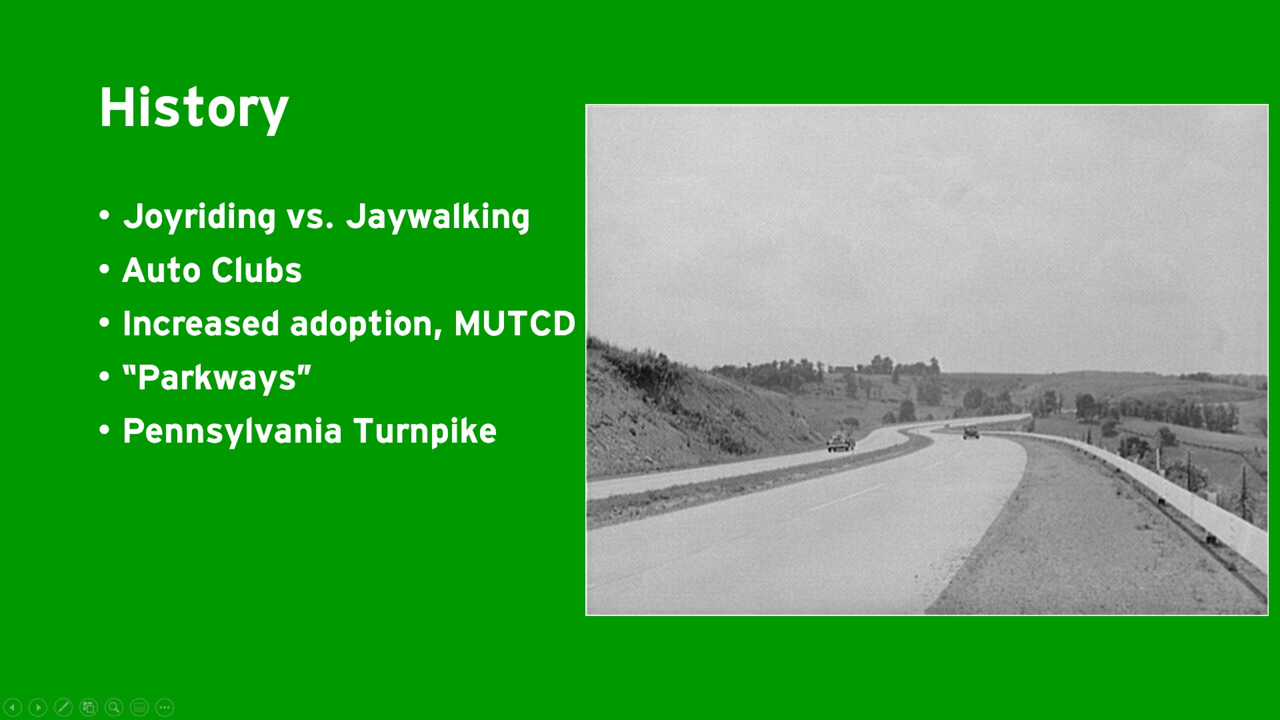 History
• Joyriding vs. Jaywalking
• Auto Clubs
• Increased adoption, MUTCD
• “Parkways”
• Pennsylvania Turnpike